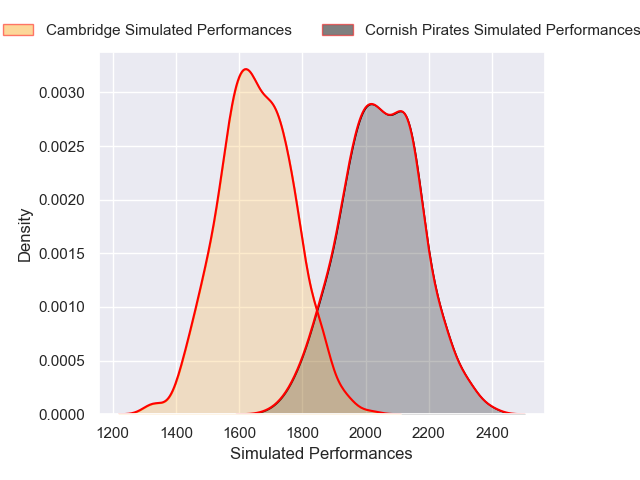 Cambridge Simulated Performances
Cornish Pirates Simulated Performances
0.0030
0.0025
0.0020
0.0015
0.0010
0.0005
0.0000
Density
1200 1400 1600 1800 2000 2200 2400
Simulated Performances